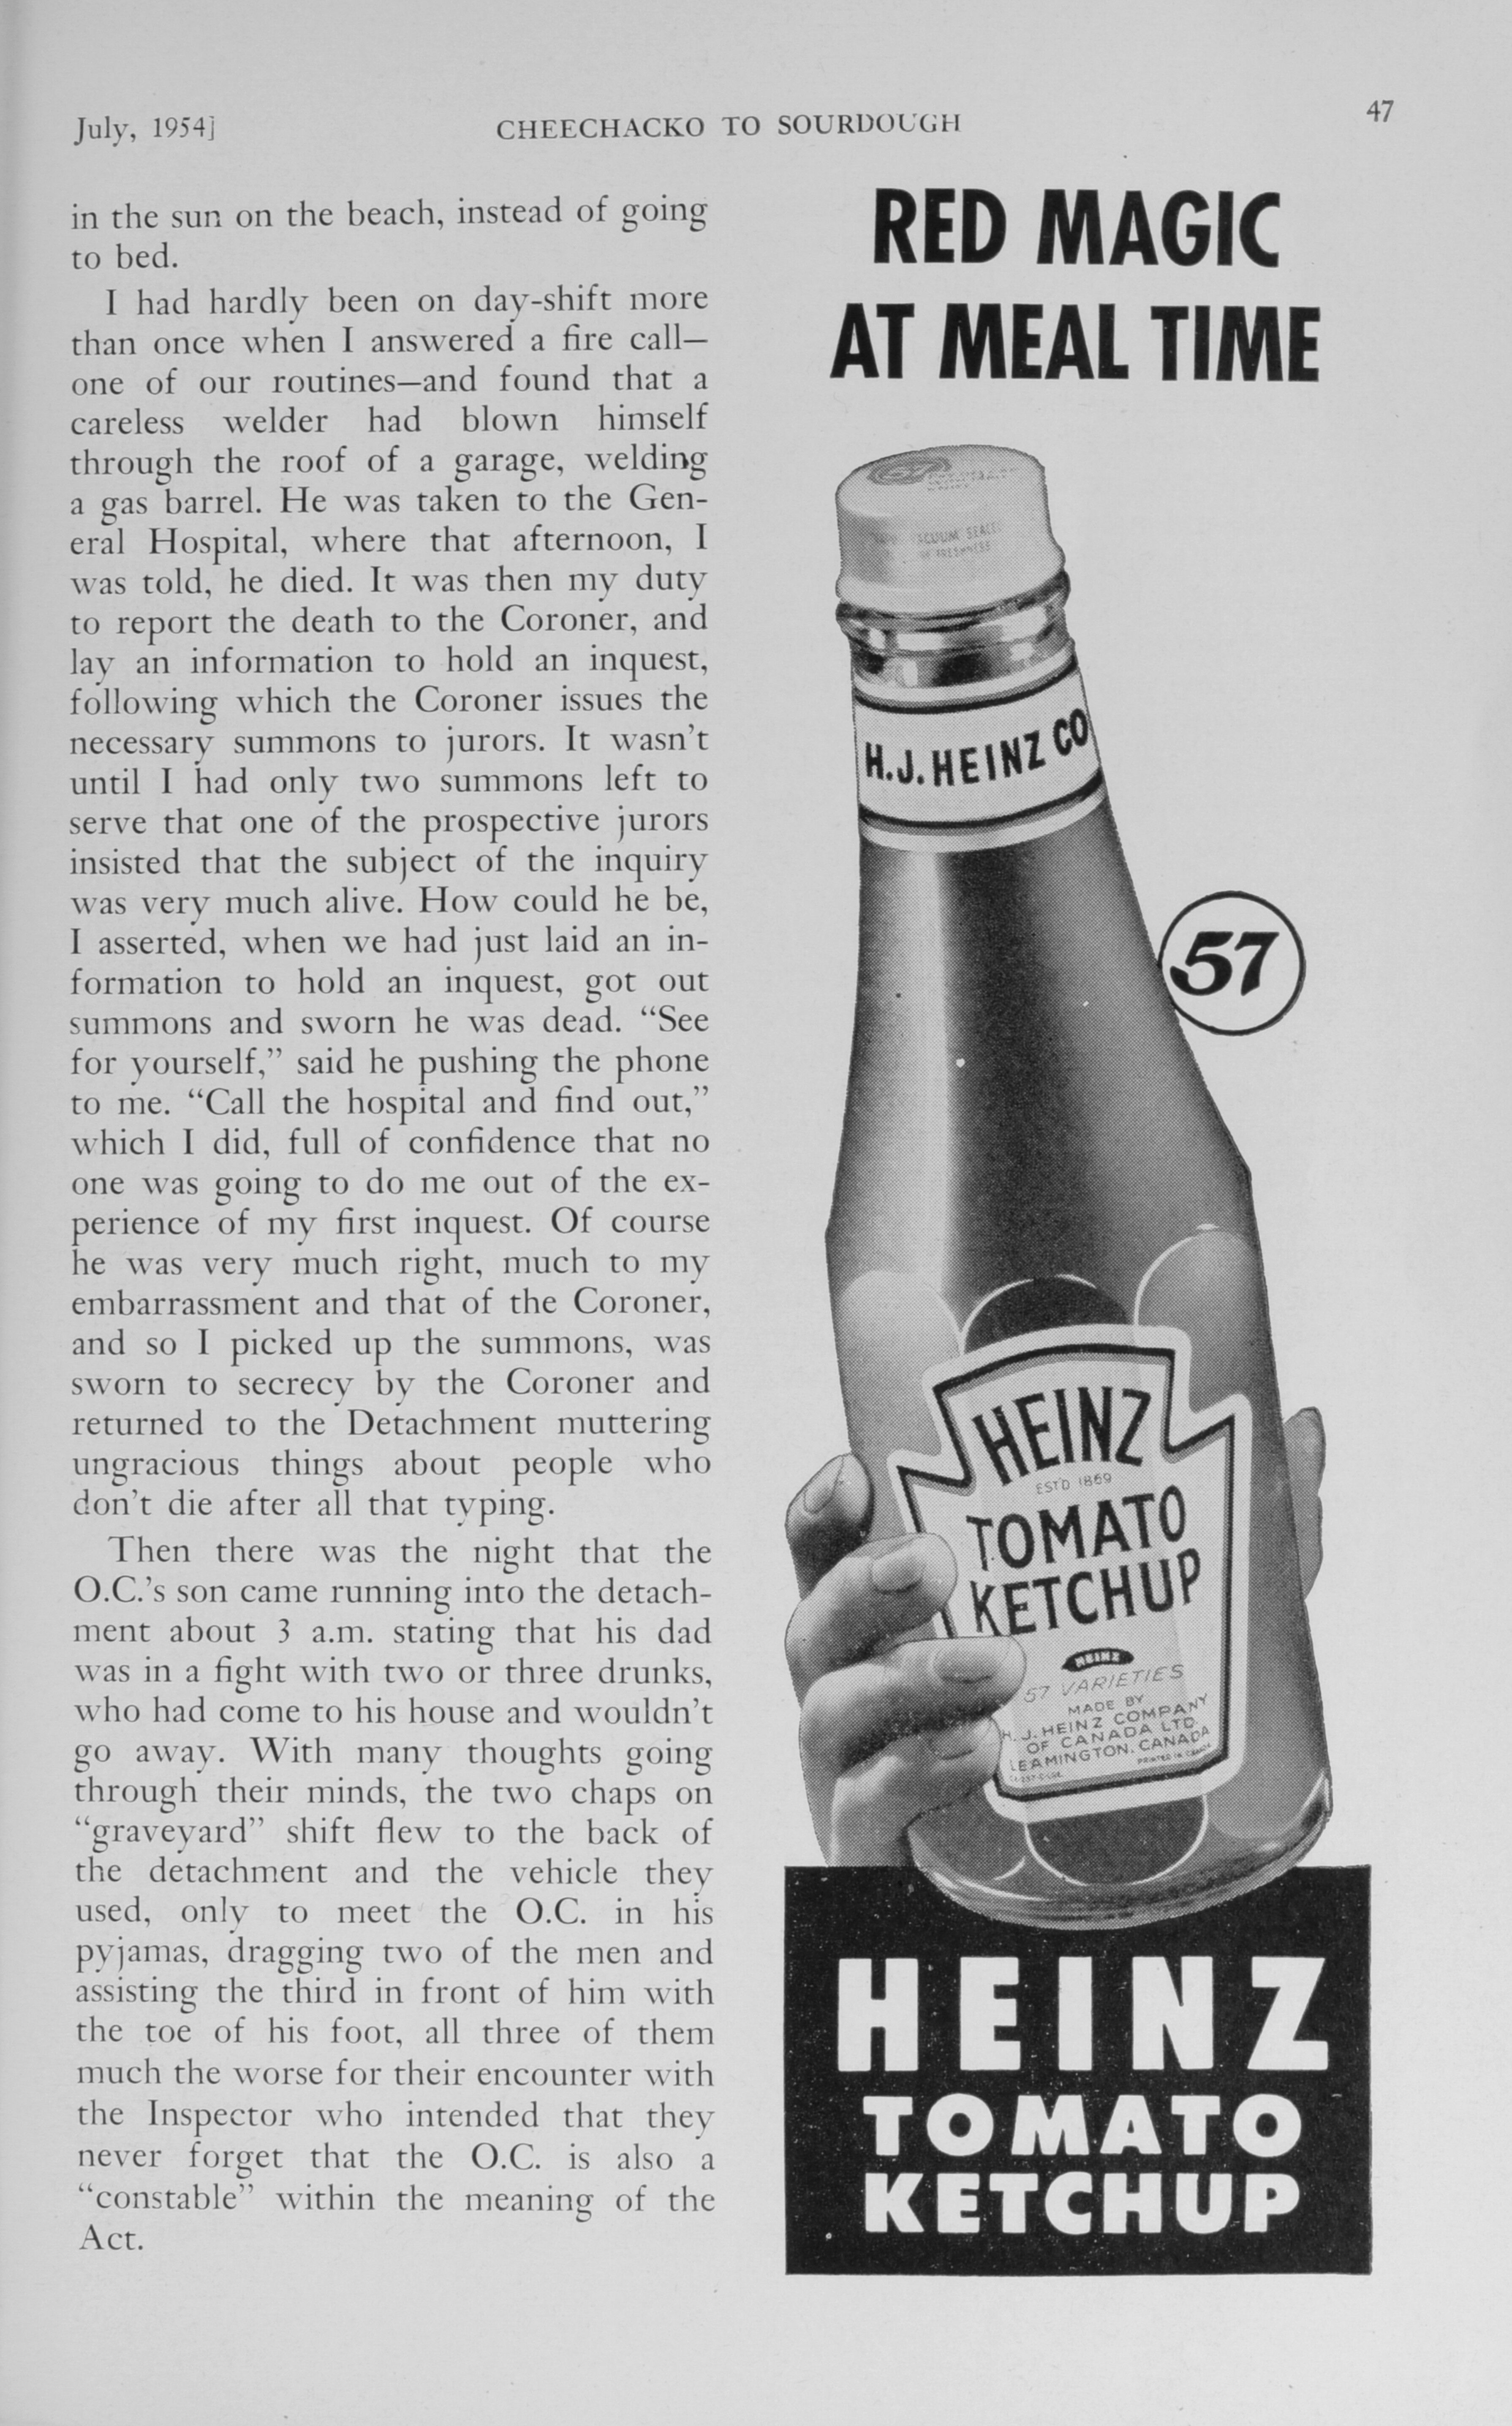 July, 1954]
CHEECHACKO TO SOURDOUGH
47
in the sun on the beach, instead of going
to bed.
I had hardly been on day-shift more
than once when I answered a fire call—
one of our routines—and found that a
careless welder had blown himself
through the roof of a garage, welding
a gas barrel. He was taken to the Gen-
eral Hospital, where that afternoon, I
was told, he died. It was then my duty
to report the death to the Coroner, and
lay an information to hold an inquest,
following which the Coroner issues the
necessary summons to jurors. It wasn't
until I had only two summons left to
serve that one of the prospective jurors
insisted that the subject of the inquiry
was very much alive. How could he be,
I asserted, when we had just laid an in-
formation to hold an inquest, got out
summons and sworn he was dead. “See
for yourself,” said he pushing the phone
to me. “Call the hospital and find out,”
which I did, full of confidence that no
one was going to do me out of the ex-
perience of my first inquest. Of course
he was very much right, much to my
embarrassment and that of the Coroner,
and so I picked up the summons, was
sworn to secrecy by the Coroner and
returned to the Detachment muttering
ungracious things about people who
don't die after all that typing.
Then there was the night that the
O.C.'s son came running into the detach-
ment about 3 a.m. stating that his dad
was in a fight with two or three drunks,
who had come to his house and wouldn't
go away. With many thoughts going
through their minds, the two chaps on
“graveyard” shift flew to the back of
the detachment and the vehicle they
used, only to meet the O.C. in his
pyjamas, dragging two of the men and
assisting the third in front of him with
the toe of his foot, all three of them
much the worse for their encounter with
the Inspector who intended that they
never forget that the O.C. is also a
“constable” within the meaning of the
Act.
RED MAGIC
AT MEAL TIME
57
VACUUM SEALED
FRESHNESS
H.J. HEINZ CO
57
HEINZ
EST'D 1869
TOMATO
KETCHUP
HEINZ
57 VARIETIES
MADE BY
H. J. HEINZ COMPANY
OF CANADA LTD.
LEAMINGTON, CANADA
PRINTED IN CANADA
HEINZ
TOMATO
KETCHUP